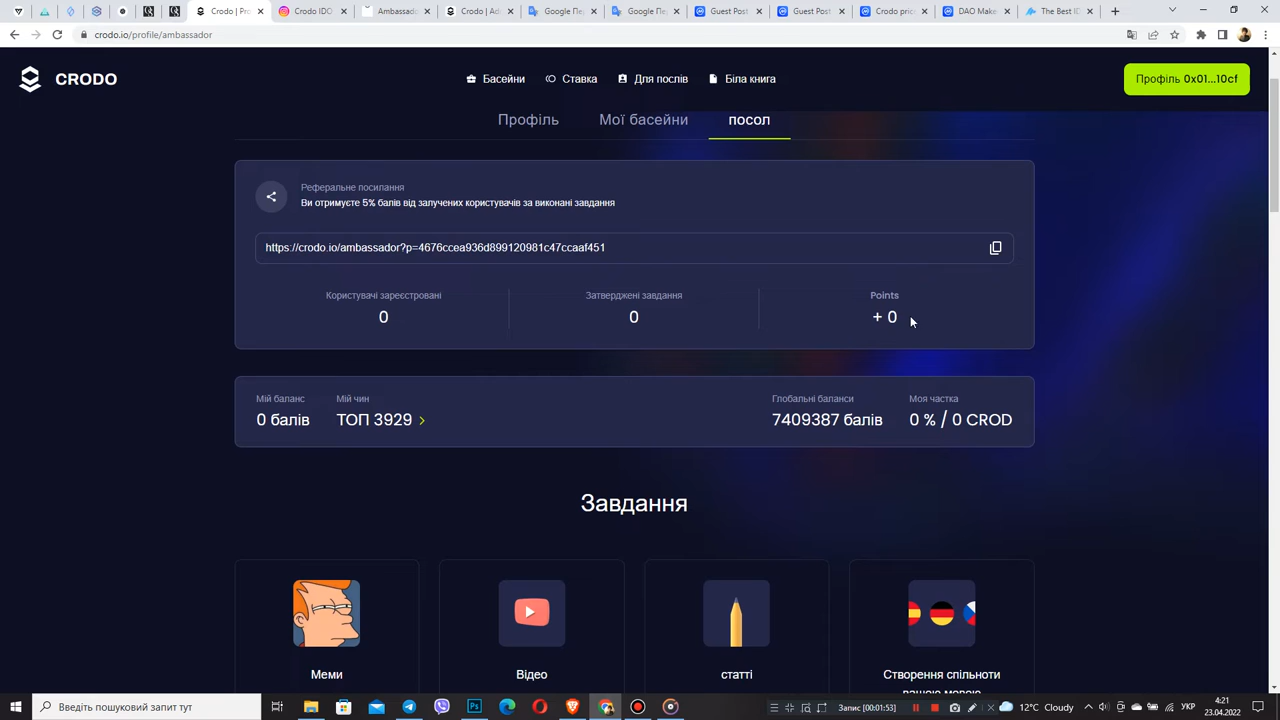 Crodo | Pro
Crodo IDO
Ambassado
Crodo | Ad
Google Пе
Google Пе
Guest Post
Guest Post
Crodo pric
DAO Make
The Best ID
crodo.io/profile/ambassador
CRODO
Басейни
Ставка
Для послів
Біла книга
Профіль 0x01...10cf
Профіль
Мої басейни
посол
Реферальне посилання
Ви отримуєте 5% балів від залучених користувачів за виконані завдання
https://crodo.io/ambassador?p=4676ccea936d899120981c47ccaaf451
Користувачі зареєстровані
Затверджені завдання
Points
0
0
+ 0
Мій баланс
Мій чин
Глобальні баланси
Моя частка
0 балів
ТОП 3929 >
7409387 балів
0 % / 0 CROD
Завдання
Меми
Відео
статті
Створення спільноти
вашою мовою
Введіть пошуковий запит тут
Запис [00:01:53]
12°C Cloudy
УКР
4:21
23.04.2022